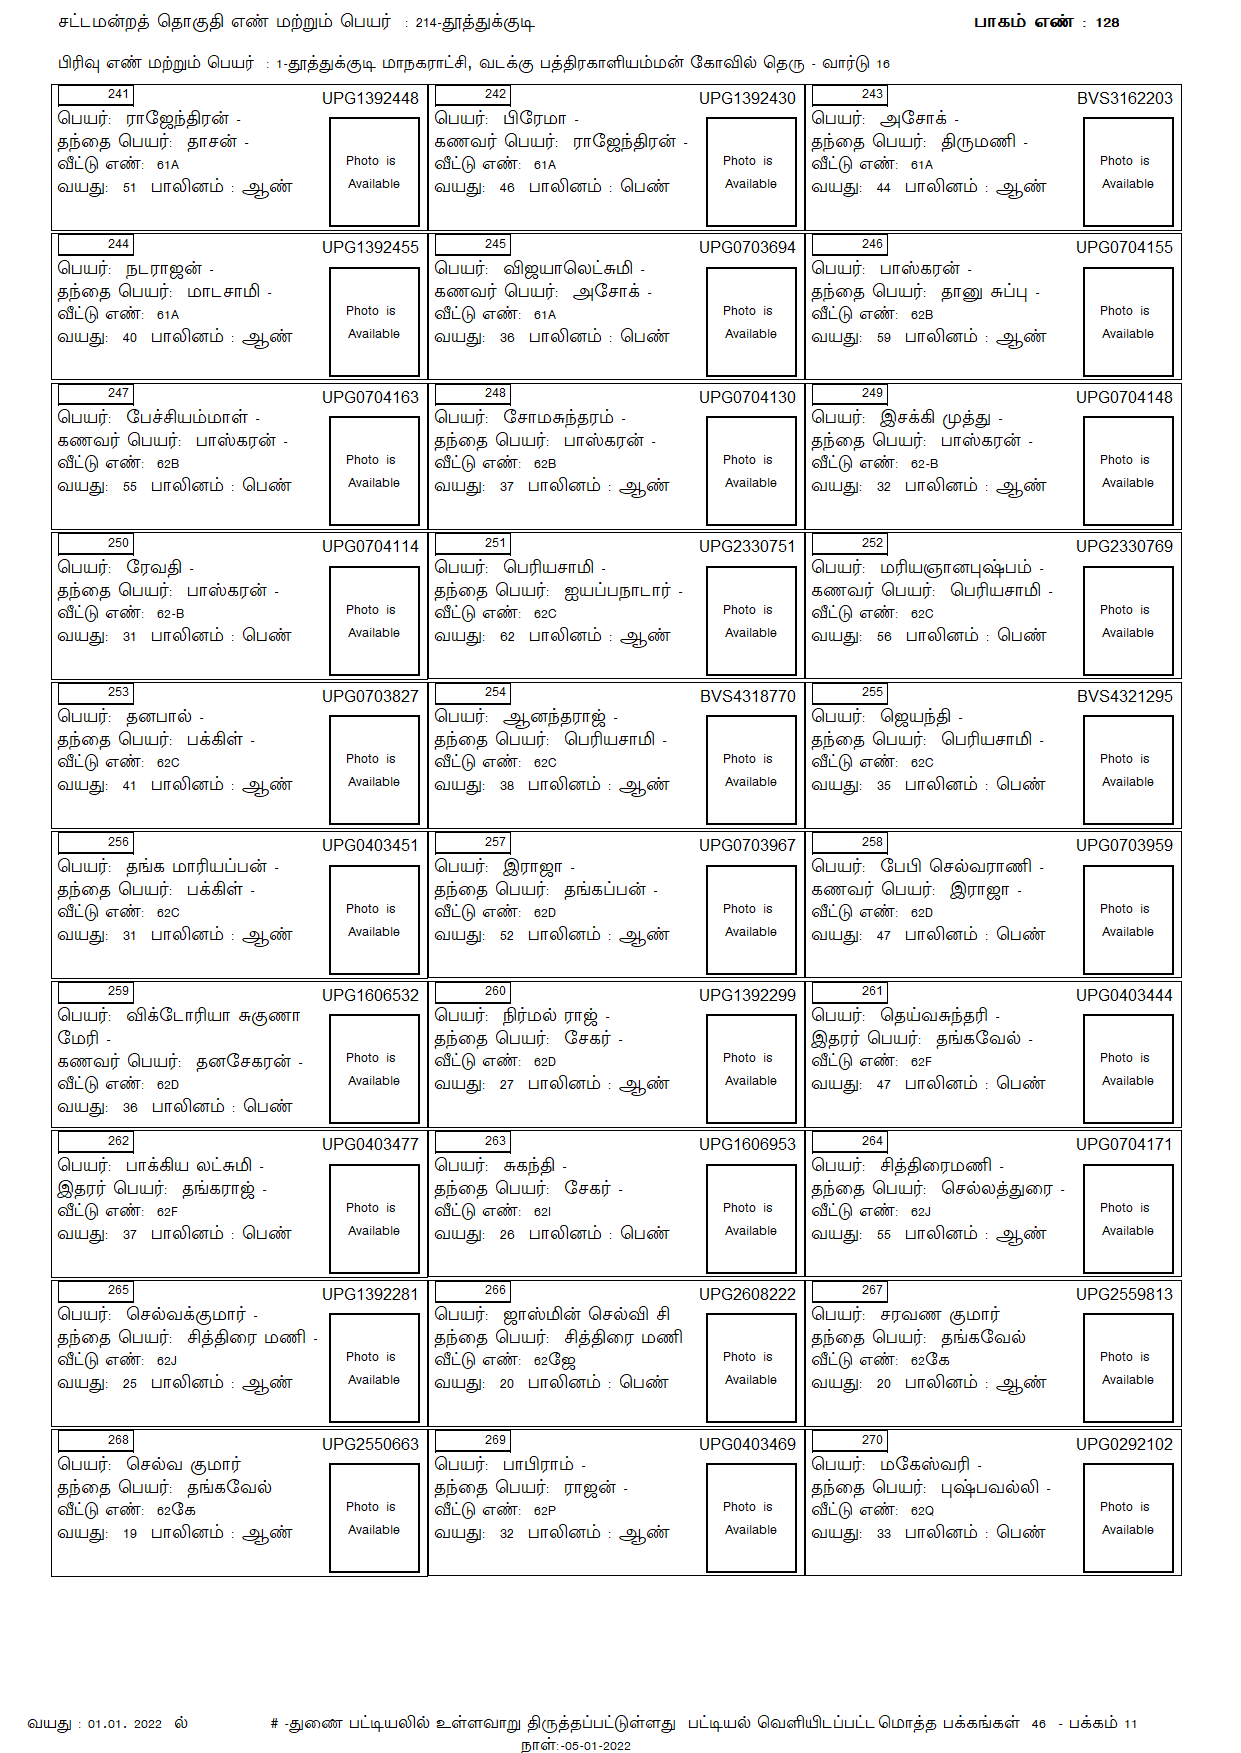 சட்டமன்றத் தொகுதி எண் மற்றும் பெயர் : 214-தூத்துக்குடி
பாகம் எண் : 128
பிரிவு எண் மற்றும் பெயர் : 1-தூத்துக்குடி மாநகராட்சி, வடக்கு பத்திரகாளியம்மன் கோவில் தெரு - வார்டு 16
241 UPG1392448
பெயர்: ராஜேந்திரன் -
தந்தை பெயர்: தாசன் -
வீட்டு எண்: 61A
வயது: 51 பாலினம் : ஆண்
Photo is
Available
242 UPG1392430
பெயர்: பிரேமா -
கணவர் பெயர்: ராஜேந்திரன் -
வீட்டு எண்: 61A
வயது: 46 பாலினம் : பெண்
Photo is
Available
243 BVS3162203
பெயர்: அசோக் -
தந்தை பெயர்: திருமணி -
வீட்டு எண்: 61A
வயது: 44 பாலினம் : ஆண்
Photo is
Available
244 UPG1392455
பெயர்: நடராஜன் -
தந்தை பெயர்: மாடசாமி -
வீட்டு எண்: 61A
வயது: 40 பாலினம் : ஆண்
Photo is
Available
245 UPG0703694
பெயர்: விஜயாலெட்சுமி -
கணவர் பெயர்: அசோக் -
வீட்டு எண்: 61A
வயது: 36 பாலினம் : பெண்
Photo is
Available
246 UPG0704155
பெயர்: பாஸ்கரன் -
தந்தை பெயர்: தானு சுப்பு -
வீட்டு எண்: 62B
வயது: 59 பாலினம் : ஆண்
Photo is
Available
247 UPG0704163
பெயர்: பேச்சியம்மாள் -
கணவர் பெயர்: பாஸ்கரன் -
வீட்டு எண்: 62B
வயது: 55 பாலினம் : பெண்
Photo is
Available
248 UPG0704130
பெயர்: சோமசுந்தரம் -
தந்தை பெயர்: பாஸ்கரன் -
வீட்டு எண்: 62B
வயது: 37 பாலினம் : ஆண்
Photo is
Available
249 UPG0704148
பெயர்: இசக்கி முத்து -
தந்தை பெயர்: பாஸ்கரன் -
வீட்டு எண்: 62-B
வயது: 32 பாலினம் : ஆண்
Photo is
Available
250 UPG0704114
பெயர்: ரேவதி -
தந்தை பெயர்: பாஸ்கரன் -
வீட்டு எண்: 62-B
வயது: 31 பாலினம் : பெண்
Photo is
Available
251 UPG2330751
பெயர்: பெரியசாமி -
தந்தை பெயர்: ஐயப்பநாடார் -
வீட்டு எண்: 62C
வயது: 62 பாலினம் : ஆண்
Photo is
Available
252 UPG2330769
பெயர்: மரியஞானபுஷ்பம் -
கணவர் பெயர்: பெரியசாமி -
வீட்டு எண்: 62C
வயது: 56 பாலினம் : பெண்
Photo is
Available
253 UPG0703827
பெயர்: தனபால் -
தந்தை பெயர்: பக்கிள் -
வீட்டு எண்: 62C
வயது: 41 பாலினம் : ஆண்
Photo is
Available
254 BVS4318770
பெயர்: ஆனந்தராஜ் -
தந்தை பெயர்: பெரியசாமி -
வீட்டு எண்: 62C
வயது: 38 பாலினம் : ஆண்
Photo is
Available
255 BVS4321295
பெயர்: ஜெயந்தி -
தந்தை பெயர்: பெரியசாமி -
வீட்டு எண்: 62C
வயது: 35 பாலினம் : பெண்
Photo is
Available
256 UPG0403451
பெயர்: தங்க மாரியப்பன் -
தந்தை பெயர்: பக்கிள் -
வீட்டு எண்: 62C
வயது: 31 பாலினம் : ஆண்
Photo is
Available
257 UPG0703967
பெயர்: இராஜா -
தந்தை பெயர்: தங்கப்பன் -
வீட்டு எண்: 62D
வயது: 52 பாலினம் : ஆண்
Photo is
Available
258 UPG0703959
பெயர்: பேபி செல்வராணி -
கணவர் பெயர்: இராஜா -
வீட்டு எண்: 62D
வயது: 47 பாலினம் : பெண்
Photo is
Available
259 UPG1606532
பெயர்: விக்டோரியா சுகுணா
மேரி -
கணவர் பெயர்: தனசேகரன் -
வீட்டு எண்: 62D
வயது: 36 பாலினம் : பெண்
Photo is
Available
260 UPG1392299
பெயர்: நிர்மல் ராஜ் -
தந்தை பெயர்: சேகர் -
வீட்டு எண்: 62D
வயது: 27 பாலினம் : ஆண்
Photo is
Available
261 UPG0403444
பெயர்: தெய்வசுந்தரி -
இதரர் பெயர்: தங்கவேல் -
வீட்டு எண்: 62F
வயது: 47 பாலினம் : பெண்
Photo is
Available
262 UPG0403477
பெயர்: பாக்கிய லட்சுமி -
இதரர் பெயர்: தங்கராஜ் -
வீட்டு எண்: 62F
வயது: 37 பாலினம் : பெண்
Photo is
Available
263 UPG1606953
பெயர்: சுகந்தி -
தந்தை பெயர்: சேகர் -
வீட்டு எண்: 62I
வயது: 26 பாலினம் : பெண்
Photo is
Available
264 UPG0704171
பெயர்: சித்திரைமணி -
தந்தை பெயர்: செல்லத்துரை -
வீட்டு எண்: 62J
வயது: 55 பாலினம் : ஆண்
Photo is
Available
265 UPG1392281
பெயர்: செல்வக்குமார் -
தந்தை பெயர்: சித்திரை மணி -
வீட்டு எண்: 62J
வயது: 25 பாலினம் : ஆண்
Photo is
Available
266 UPG2608222
பெயர்: ஜாஸ்மின் செல்வி சி
தந்தை பெயர்: சித்திரை மணி
வீட்டு எண்: 62ஜே
வயது: 20 பாலினம் : பெண்
Photo is
Available
267 UPG2559813
பெயர்: சரவண குமார்
தந்தை பெயர்: தங்கவேல்
வீட்டு எண்: 62கே
வயது: 20 பாலினம் : ஆண்
Photo is
Available
268 UPG2550663
பெயர்: செல்வ குமார்
தந்தை பெயர்: தங்கவேல்
வீட்டு எண்: 62கே
வயது: 19 பாலினம் : ஆண்
Photo is
Available
269 UPG0403469
பெயர்: பாபிராம் -
தந்தை பெயர்: ராஜன் -
வீட்டு எண்: 62P
வயது: 32 பாலினம் : ஆண்
Photo is
Available
270 UPG0292102
பெயர்: மகேஸ்வரி -
தந்தை பெயர்: புஷ்பவல்லி -
வீட்டு எண்: 62Q
வயது: 33 பாலினம் : பெண்
Photo is
Available
வயது : 01.01. 2022 ல் # -துணை பட்டியலில் உள்ளவாறு திருத்தப்பட்டுள்ளது பட்டியல் வெளியிடப்பட்ட மொத்த பக்கங்கள் 46 - பக்கம் 11
நாள்:-05-01-2022